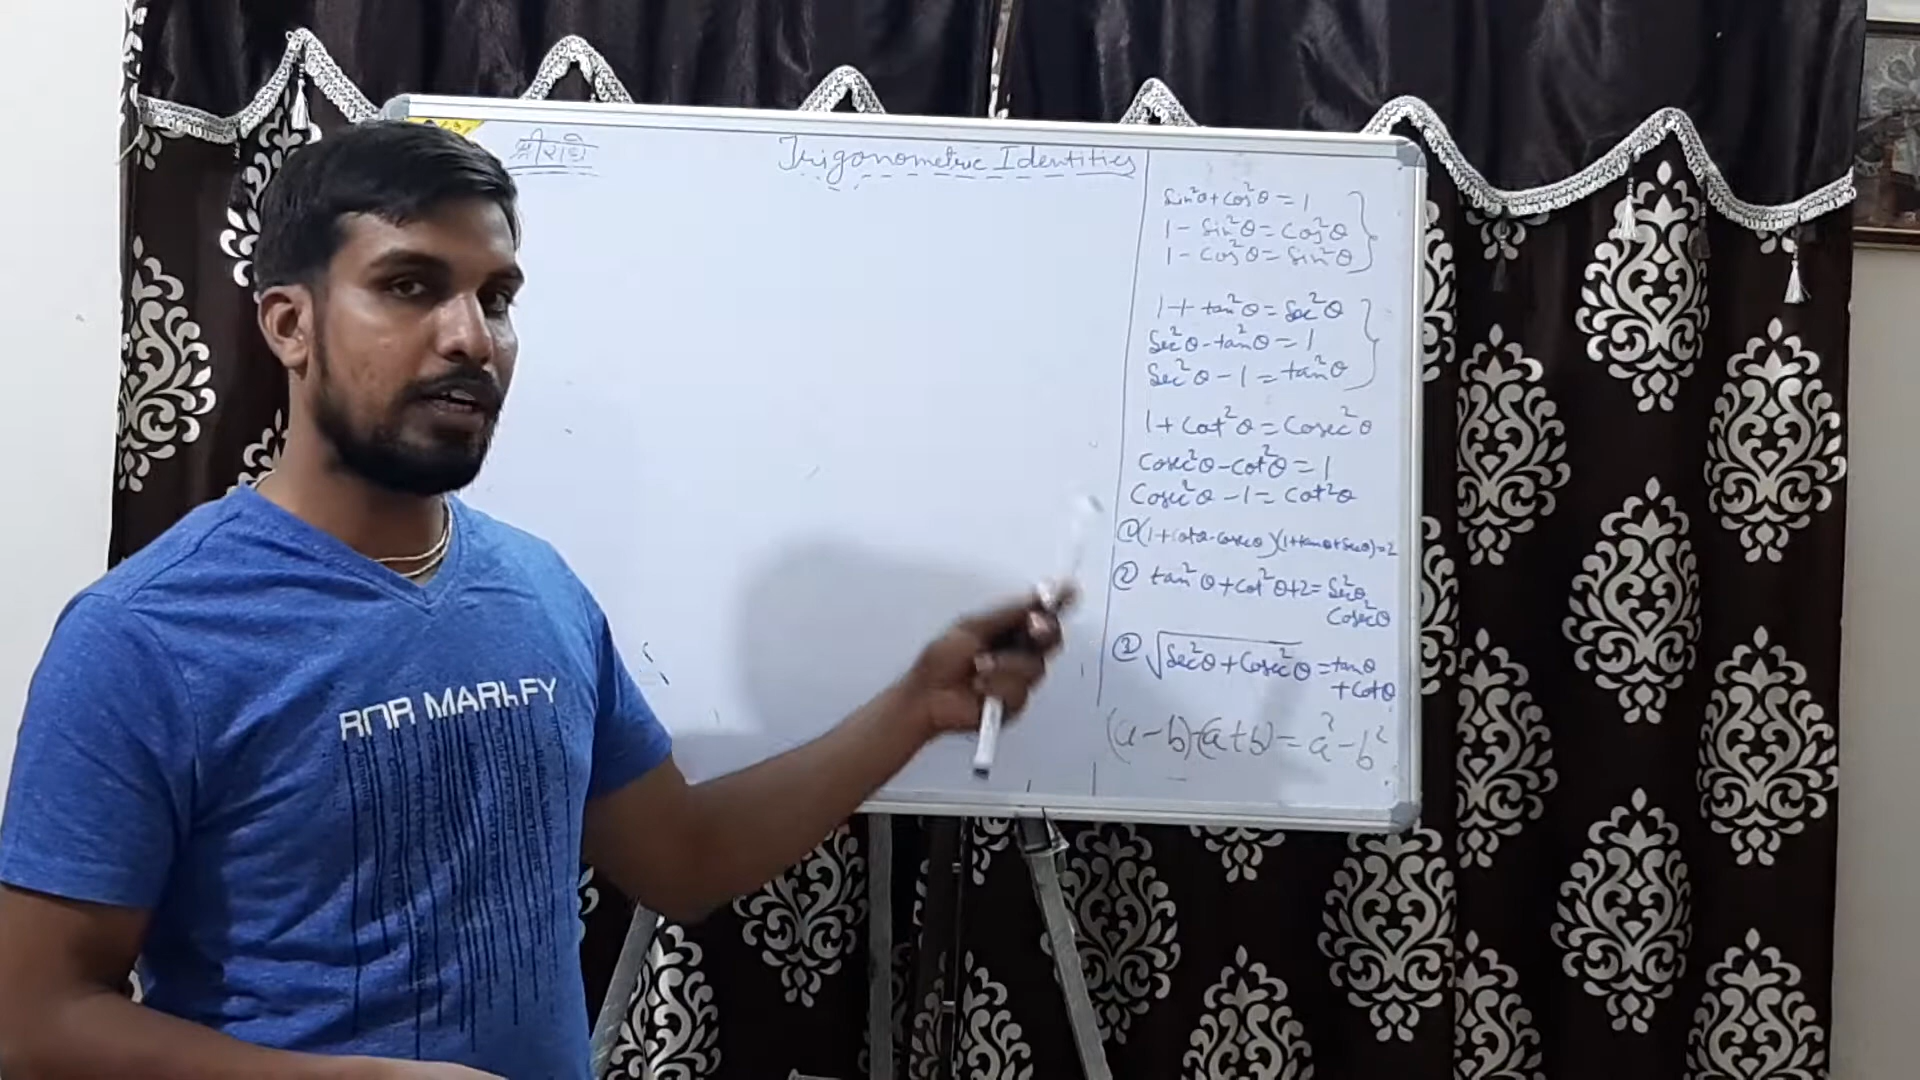 श्रीराधे
Trigonometric Identities
sin²θ+cos²θ=1
1-sin²θ=cos²θ
1-cos²θ=sin²θ
1+tan²θ=sec²θ
sec²θ-tan²θ=1
sec²θ-1=tan²θ
1+cot²θ=cosec²θ
cosec²θ-cot²θ=1
cosec²θ-1=cot²θ
①(1+cotθ-cosecθ)(1+tanθ+secθ)=2
② tan²θ+cot²θ+2=sec²θ
cosec²θ
③ √sec²θ+cosec²θ=tanθ
+cotθ
(a-b)(a+b)=a²-b²